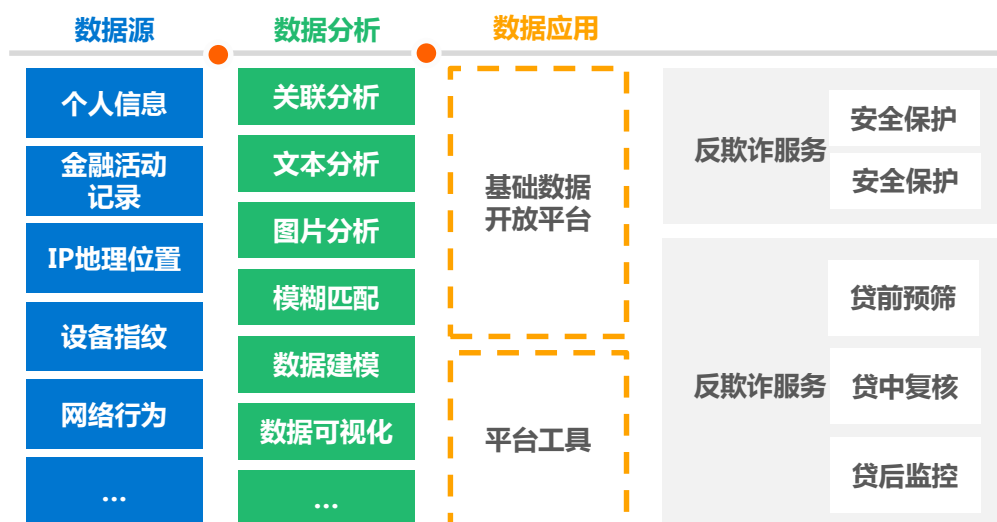 数据源
数据分析
数据应用
个人信息
金融活动
记录
IP地理位置
设备指纹
网络行为
...
关联分析
文本分析
图片分析
模糊匹配
数据建模
数据可视化
...
基础数据
开放平台
平台工具
反欺诈服务
安全保护
安全保护
反欺诈服务
贷前预筛
贷中复核
贷后监控